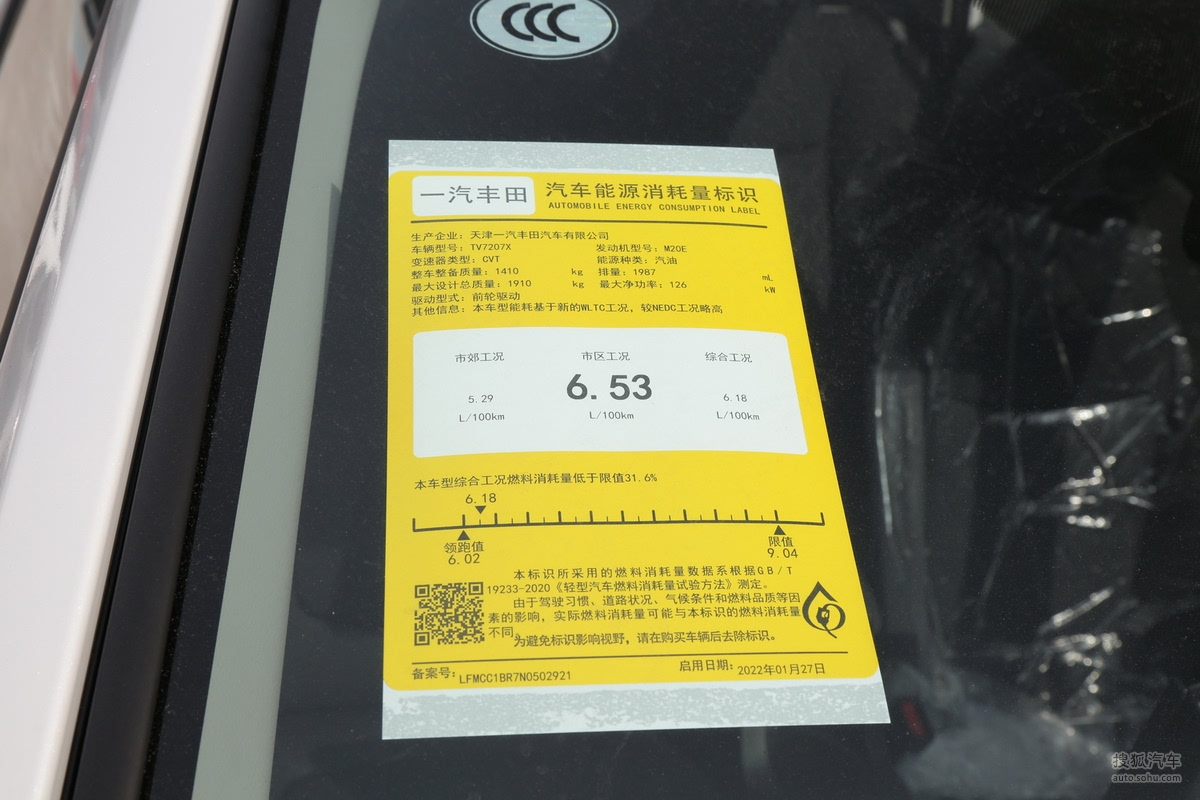 CCC
一汽丰田
汽车能源消耗量标识
AUTOMOBILE ENERGY CONSUMPTION LABEL
生产企业：天津一汽丰田汽车有限公司
车辆型号：TV7207X 发动机型号：M20E
变速器类型：CVT 能源种类：汽油
整车整备质量：1410 kg 排量：1987 mL
最大设计总质量：1910 kg 最大净功率：126 kW
驱动型式：前轮驱动
其他信息：本车型能耗基于新的WLTC工况，较NEDC工况略高
市郊工况 市区工况 综合工况
5.29 6.53 6.18
L/100km L/100km L/100km
本车型综合工况燃料消耗量低于限值31.6%
6.18
领跑值 限值
6.02 9.04
本标识所采用的燃料消耗量数据系根据GB/T
19233-2020《轻型汽车燃料消耗量试验方法》测定。
由于驾驶习惯、道路状况、气候条件和燃料品质等因
素的影响，实际燃料消耗量可能与本标识的燃料消耗量
不同。
为避免标识影响视野，请在购买车辆后去除标识。
备案号：LFMCC1BR7N0502921 启用日期：2022年01月27日
搜狐汽车
auto.sohu.com